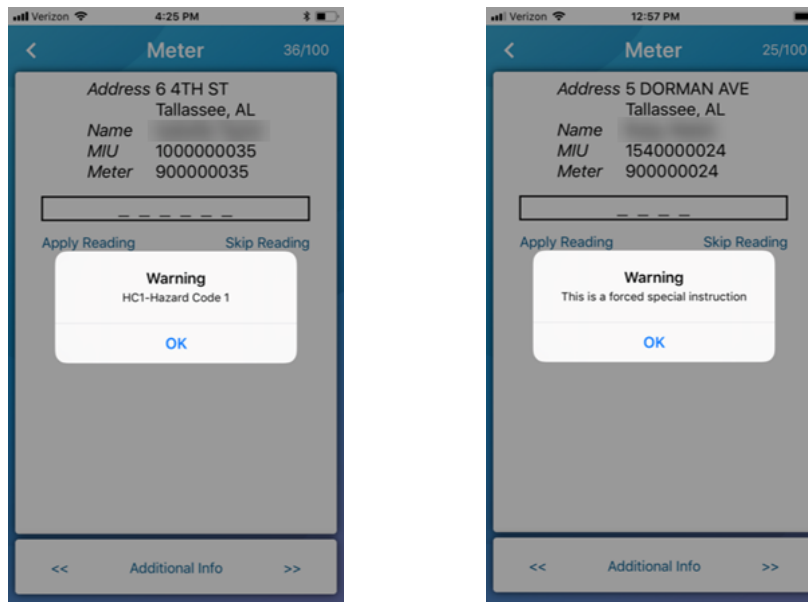 Verizon 4:25 PM
Meter 36/100
Address 6 4TH ST
Tallassee, AL
Name
MIU 1000000035
Meter 900000035
_ _ _ _ _ _
Apply Reading Skip Reading
Warning
HC1-Hazard Code 1
OK
<< Additional Info >>
Verizon 12:57 PM
Meter 25/100
Address 5 DORMAN AVE
Tallassee, AL
Name
MIU 1540000024
Meter 900000024
_ _ _ _
Apply Reading Skip Reading
Warning
This is a forced special instruction
OK
<< Additional Info >>